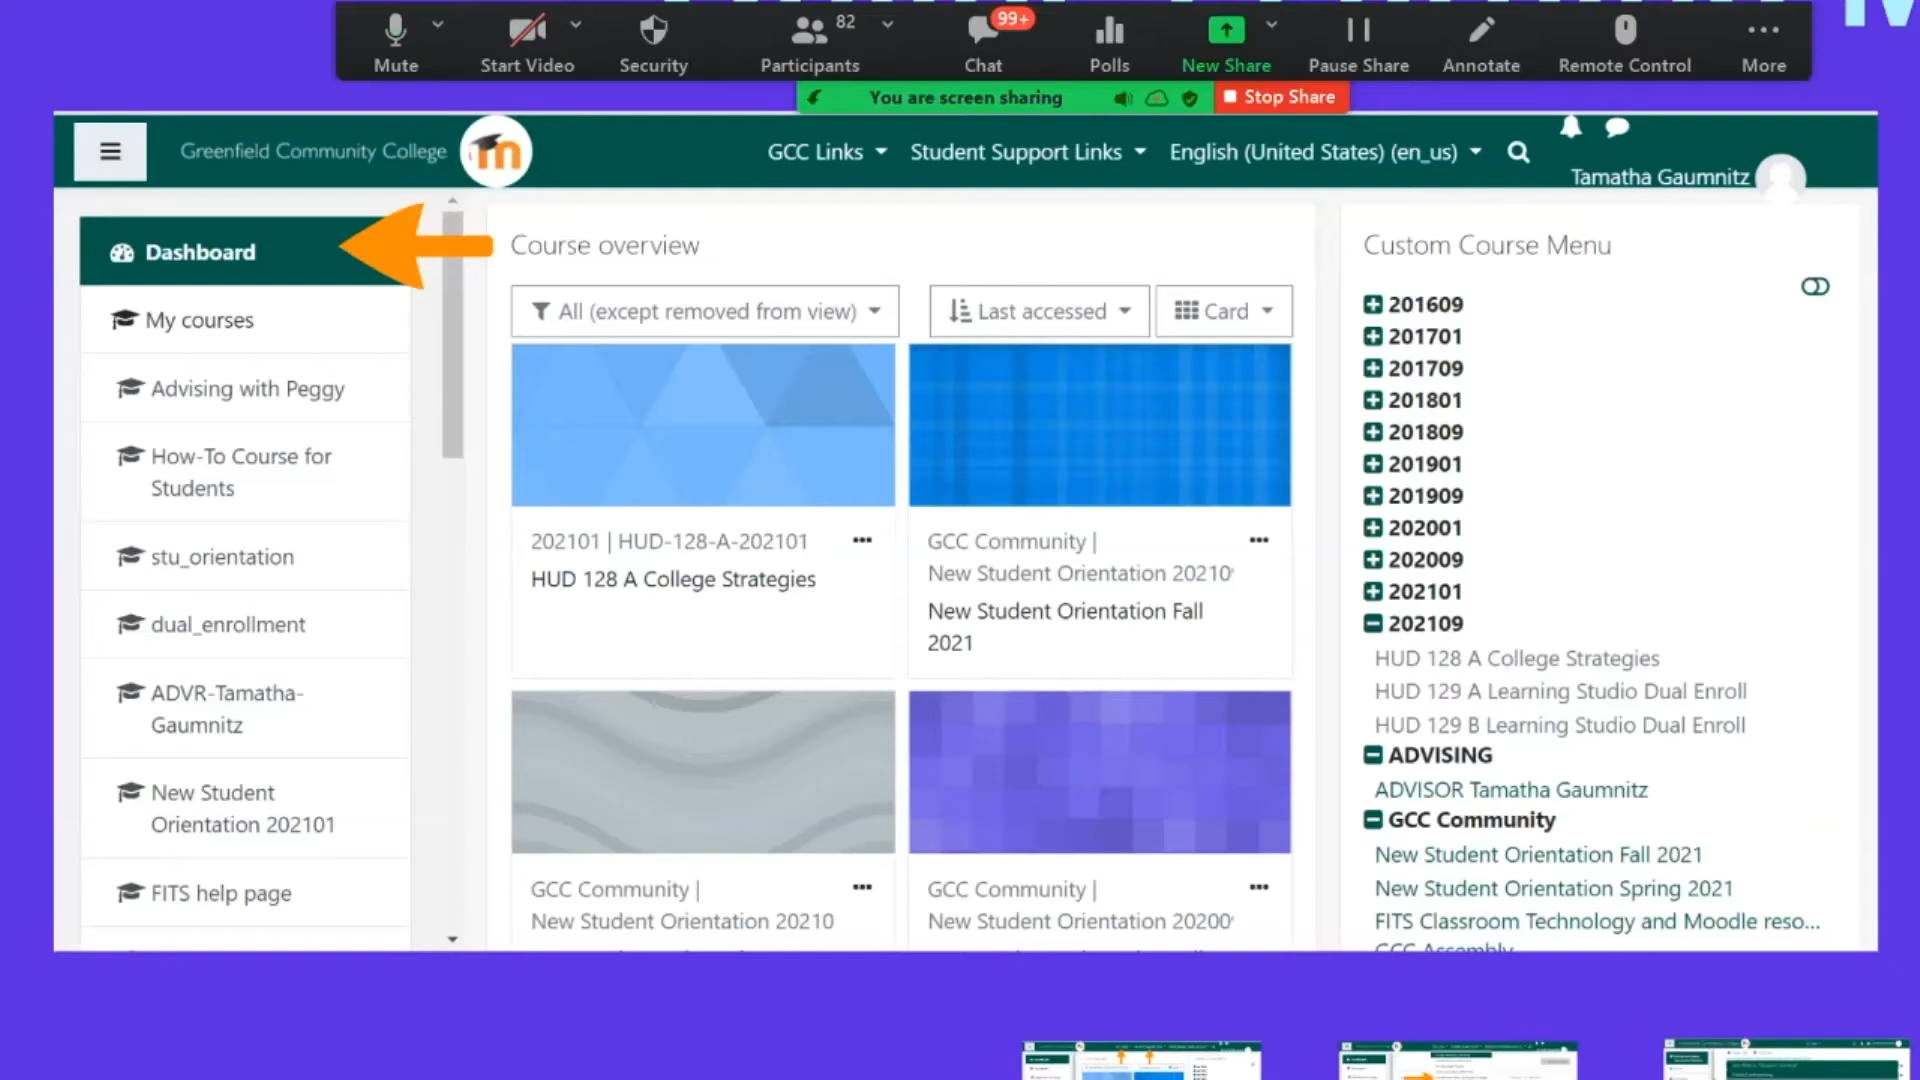 82
99+
Mute
Start Video
Security
Participants
Chat
Polls
New Share
Pause Share
Annotate
Remote Control
More
You are screen sharing
Stop Share
Greenfield Community College
m
GCC Links
Student Support Links
English (United States) (en_us)
Tamatha Gaumnitz
Dashboard
My courses
Advising with Peggy
How-To Course for
Students
stu_orientation
dual_enrollment
ADVR-Tamatha-
Gaumnitz
New Student
Orientation 202101
FITS help page
Course overview
All (except removed from view)
Last accessed
Card
202101 | HUD-128-A-202101
HUD 128 A College Strategies
GCC Community |
New Student Orientation 20210
New Student Orientation Fall
2021
GCC Community |
New Student Orientation 20210
GCC Community |
New Student Orientation 20200
Custom Course Menu
201609
201701
201709
201801
201809
201901
201909
202001
202009
202101
202109
HUD 128 A College Strategies
HUD 129 A Learning Studio Dual Enroll
HUD 129 B Learning Studio Dual Enroll
ADVISING
ADVISOR Tamatha Gaumnitz
GCC Community
New Student Orientation Fall 2021
New Student Orientation Spring 2021
FITS Classroom Technology and Moodle reso...
GCC Assembly